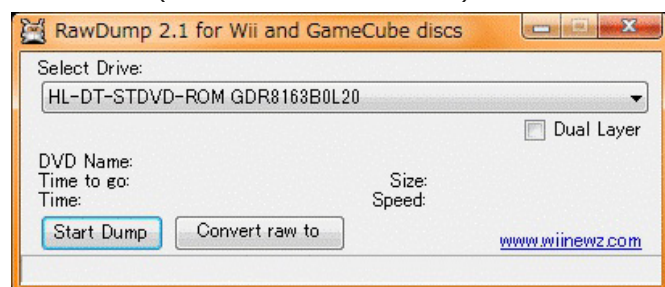 RawDump 2.1 for Wii and GameCube discs
Select Drive:
HL-DT-STDVD-ROM GDR8163B0L20
Dual Layer
DVD Name:
Time to go:
Size:
Time:
Speed:
Start Dump
Convert raw to
www.wiinewz.com